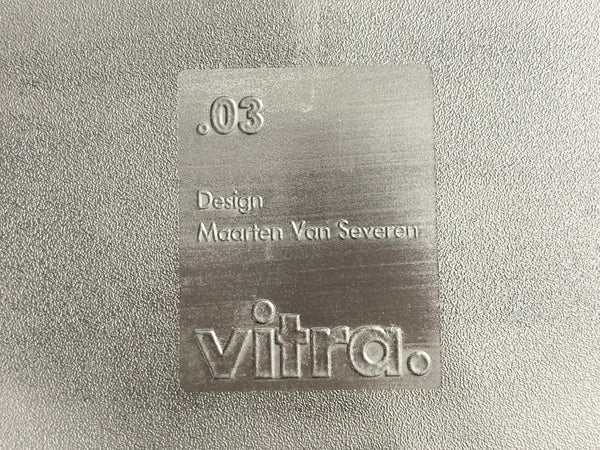 .03
Design
Maarten Van Severen
vitra.